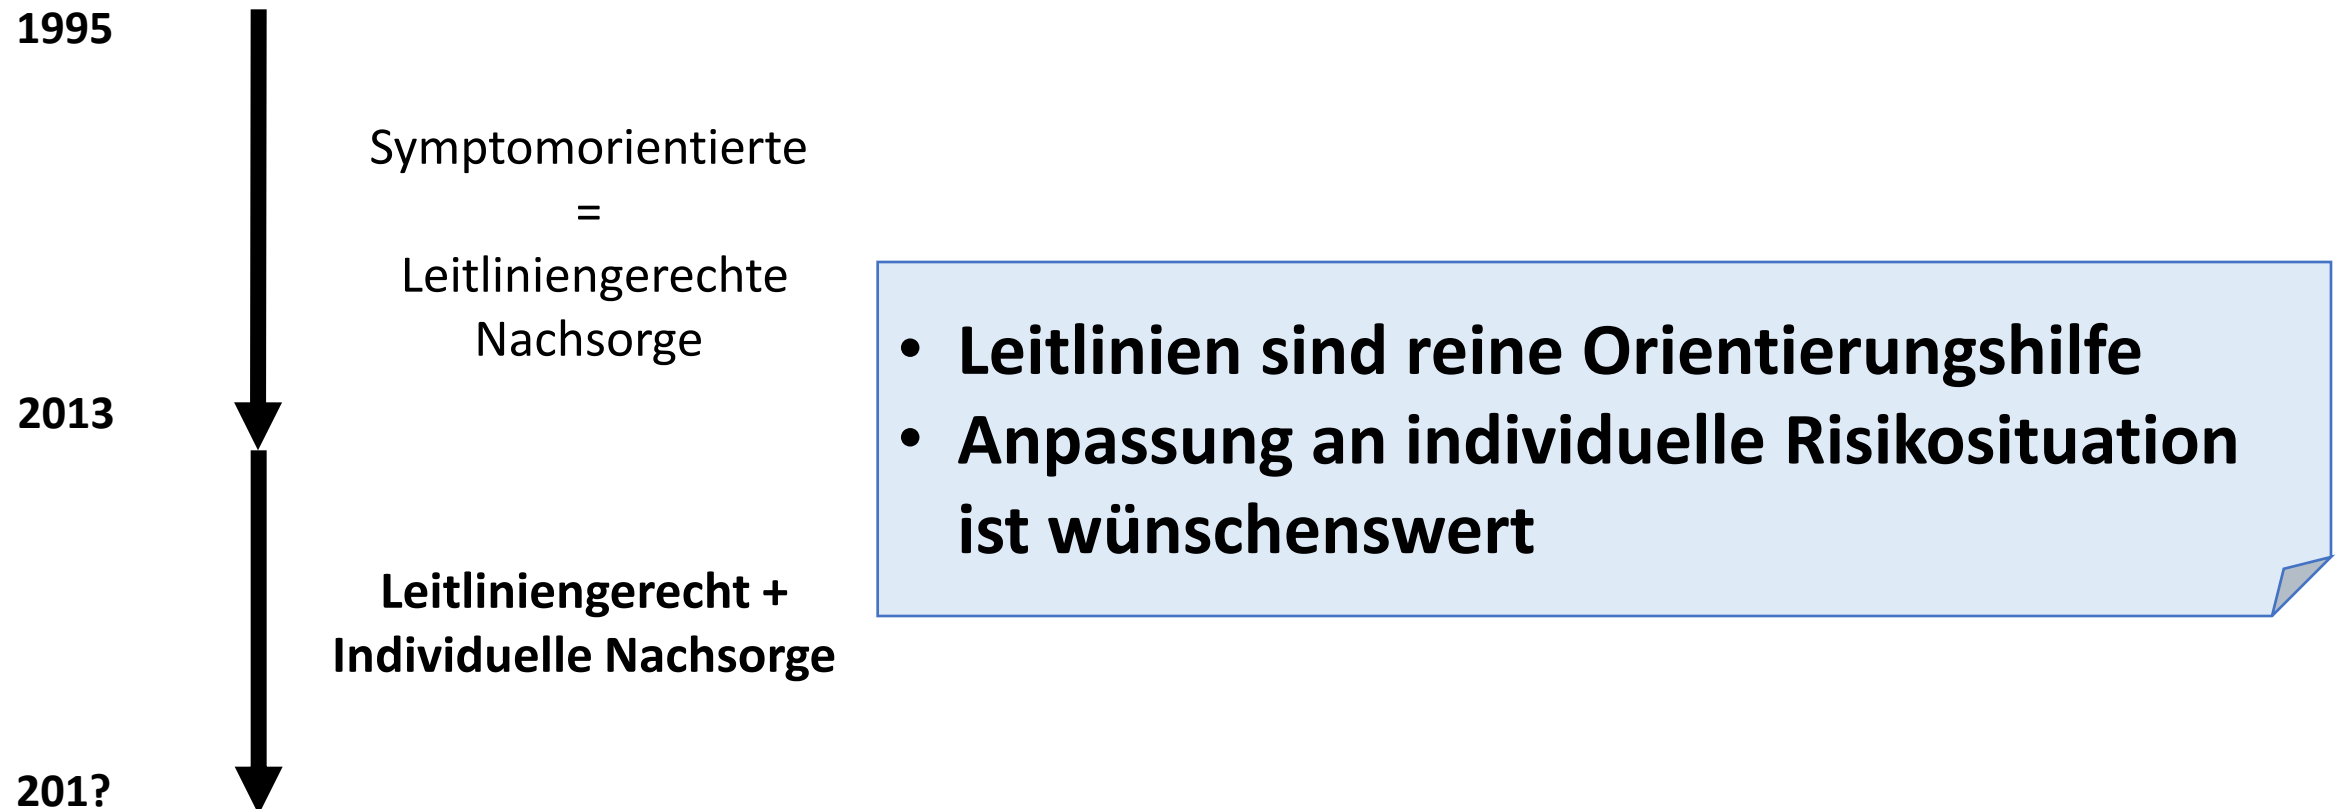 1995
Symptomorientierte
=
Leitliniengerechte
Nachsorge
2013
Leitliniengerecht +
Individuelle Nachsorge
201?
• Leitlinien sind reine Orientierungshilfe
• Anpassung an individuelle Risikosituation
ist wünschenswert